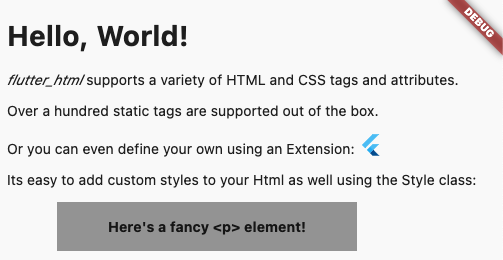 Hello, World!
DEBUG
flutter_html supports a variety of HTML and CSS tags and attributes.
Over a hundred static tags are supported out of the box.
Or you can even define your own using an Extension:
Its easy to add custom styles to your Html as well using the Style class:
Here's a fancy <p> element!